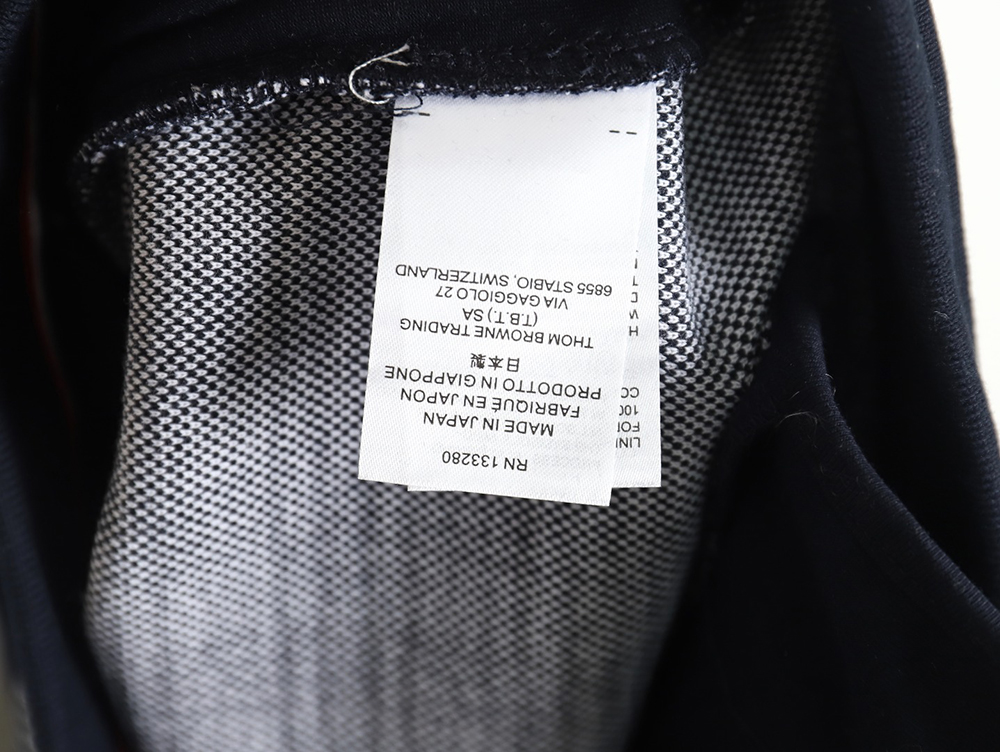 RN 133280
MADE IN JAPAN
FABRIQUÉ EN JAPON
PRODOTTO IN GIAPPONE
日本製
THOM BROWNE TRADING
(T.B.T.) SA
VIA GAGGIOLO 27
6855 STABIO, SWITZERLAND